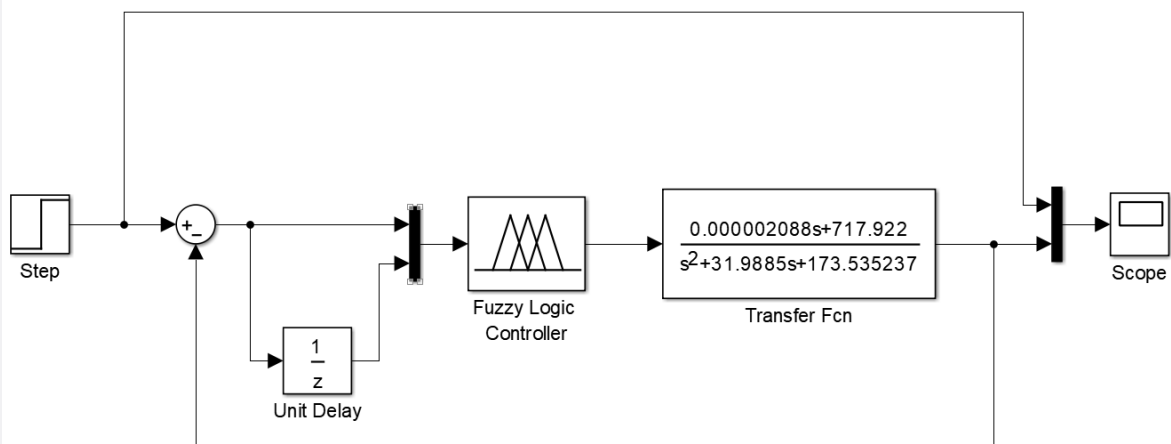 Step
+
−
1
z
Unit Delay
Fuzzy Logic
Controller
0.000002088s+717.922
s²+31.9885s+173.535237
Transfer Fcn
Scope